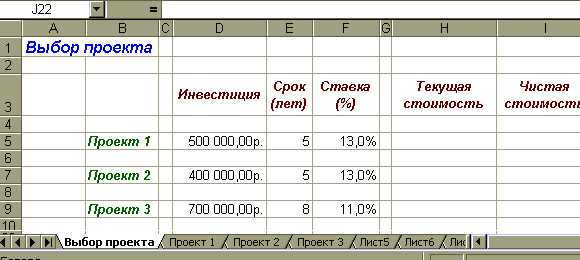 J22 =
A B C D E F G H I
1 Выбор проекта
2
3 Инвестиция Срок (лет) Ставка (%) Текущая стоимость Чистая стоимость
4
5 Проект 1 500 000,00р. 5 13,0%
6
7 Проект 2 400 000,00р. 5 13,0%
8
9 Проект 3 700 000,00р. 8 11,0%
10
Выбор проекта Проект 1 Проект 2 Проект 3 Лист5 Лист6